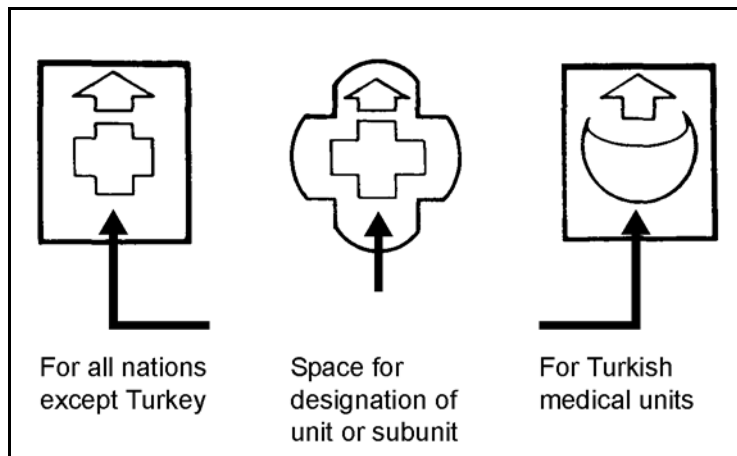 For all nations
except Turkey
Space for
designation of
unit or subunit
For Turkish
medical units